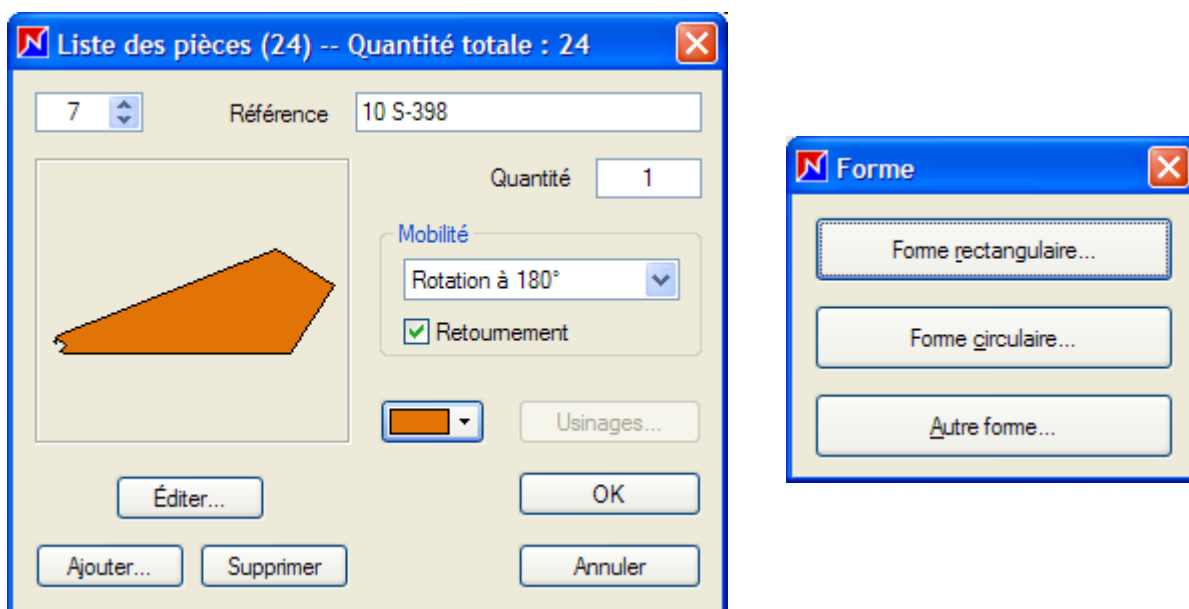 Liste des pièces (24) -- Quantité totale : 24
7
Référence
10 S-398
Quantité
1
Mobilité
Rotation à 180°
Retournement
Usinages...
Éditer...
OK
Ajouter...
Supprimer
Annuler
Forme
Forme rectangulaire...
Forme circulaire...
Autre forme...